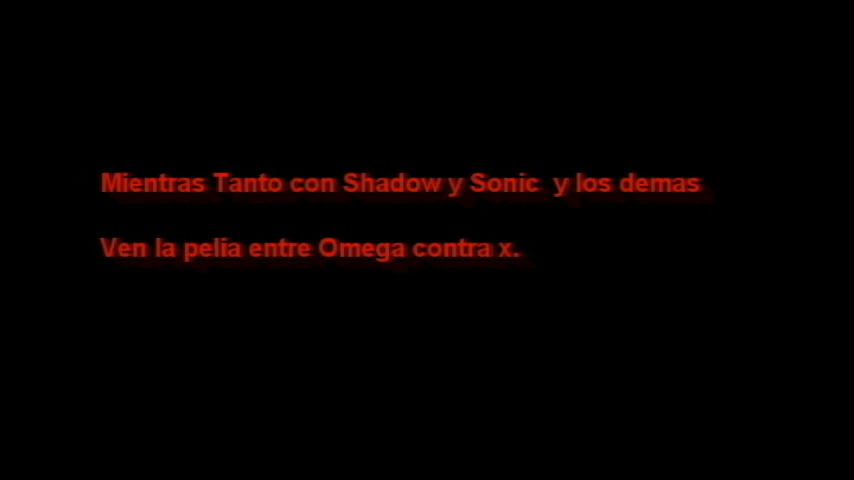 Mientras Tanto con Shadow y Sonic  y los demas
Ven la pelia entre Omega contra x.